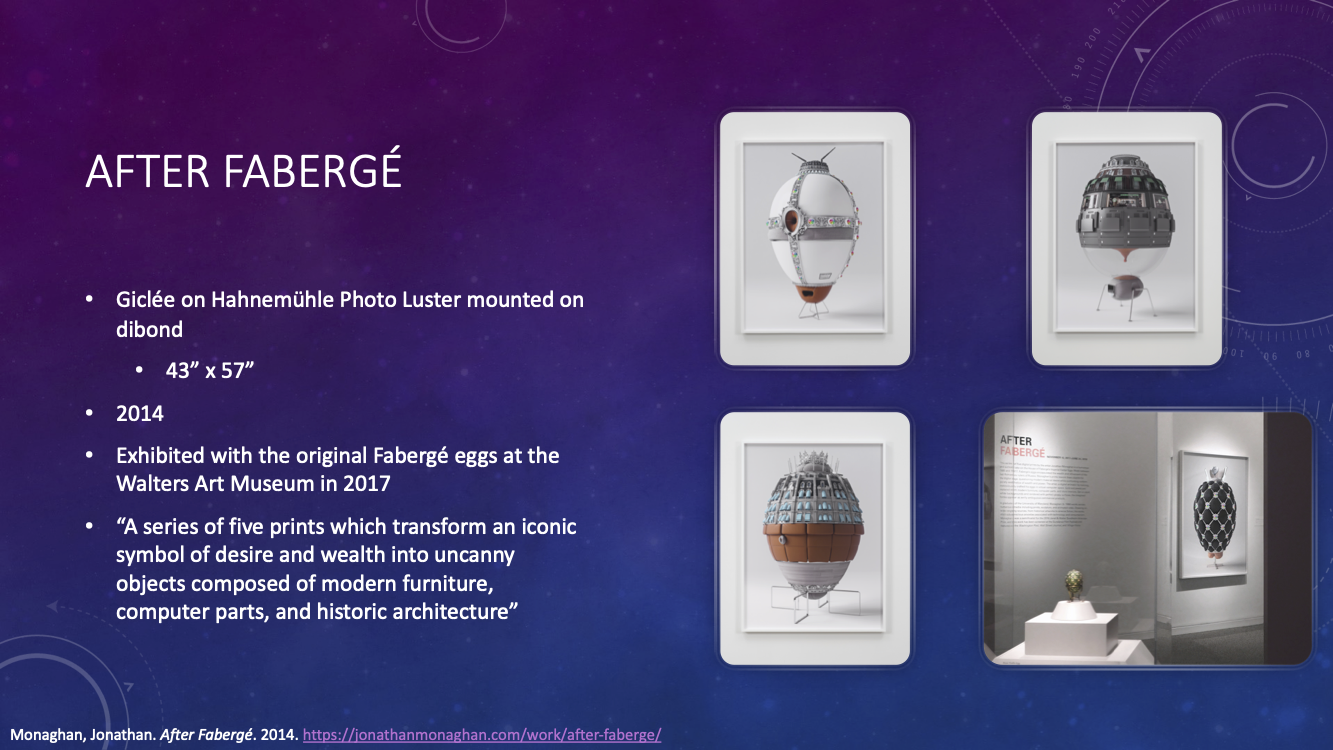 AFTER FABERGÉ
• Giclée on Hahnemühle Photo Luster mounted on
dibond
• 43” x 57”
• 2014
• Exhibited with the original Fabergé eggs at the
Walters Art Museum in 2017
• “A series of five prints which transform an iconic
symbol of desire and wealth into uncanny
objects composed of modern furniture,
computer parts, and historic architecture”
AFTER
FABERGÉ
Monaghan, Jonathan. After Fabergé. 2014. https://jonathanmonaghan.com/work/after-faberge/
190 200